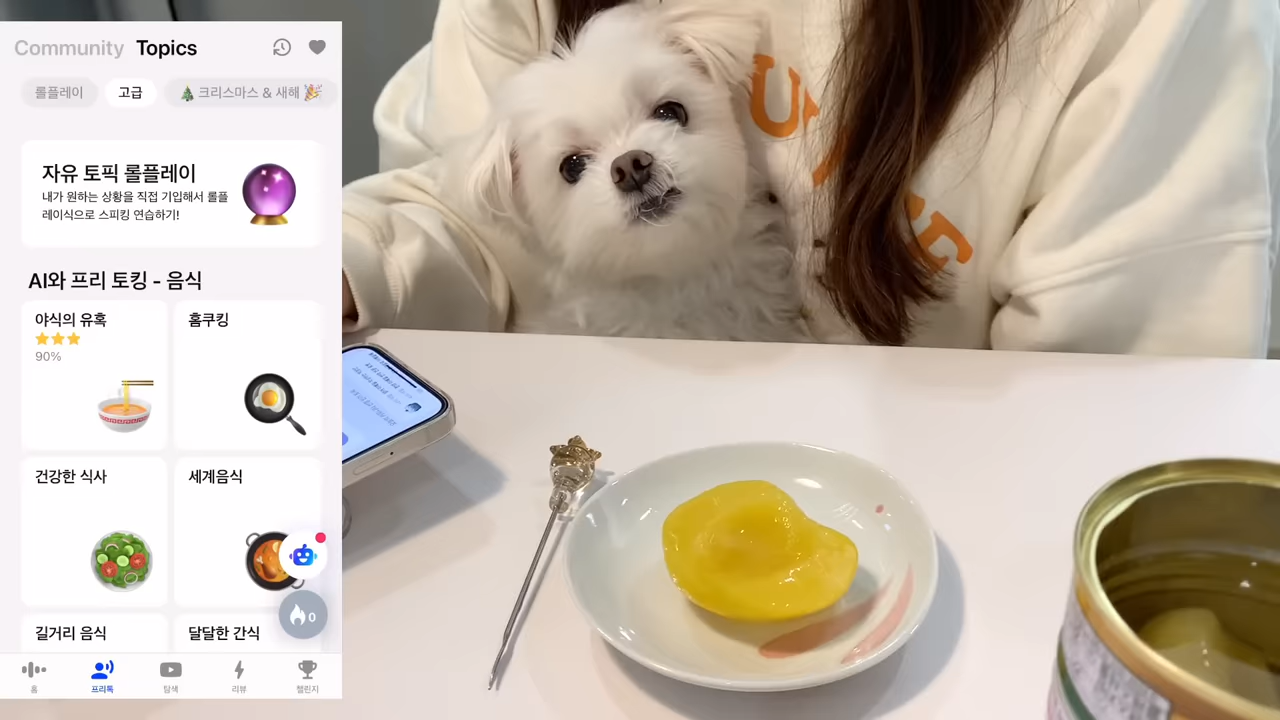 Community Topics
롤플레이 고급 🎄 크리스마스 & 새해 🎉
자유 토픽 롤플레이
내가 원하는 상황을 직접 기입해서 롤플
레이식으로 스피킹 연습하기!
AI와 프리 토킹 - 음식
야식의 유혹 홈쿠킹
90%
건강한 식사 세계음식
0
길거리 음식 달달한 간식
홈 프리톡 탐색 리뷰 챌린지